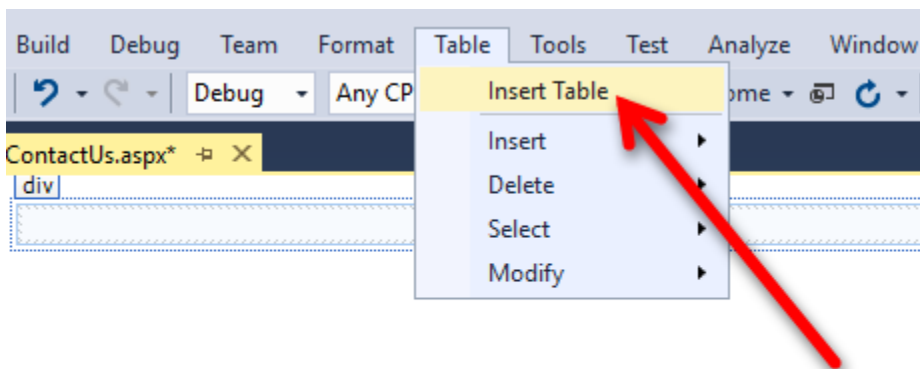 Build Debug Team Format Table Tools Test Analyze Window
Debug Any CP
Insert Table
Insert
ContactUs.aspx*
div
Delete
Select
Modify